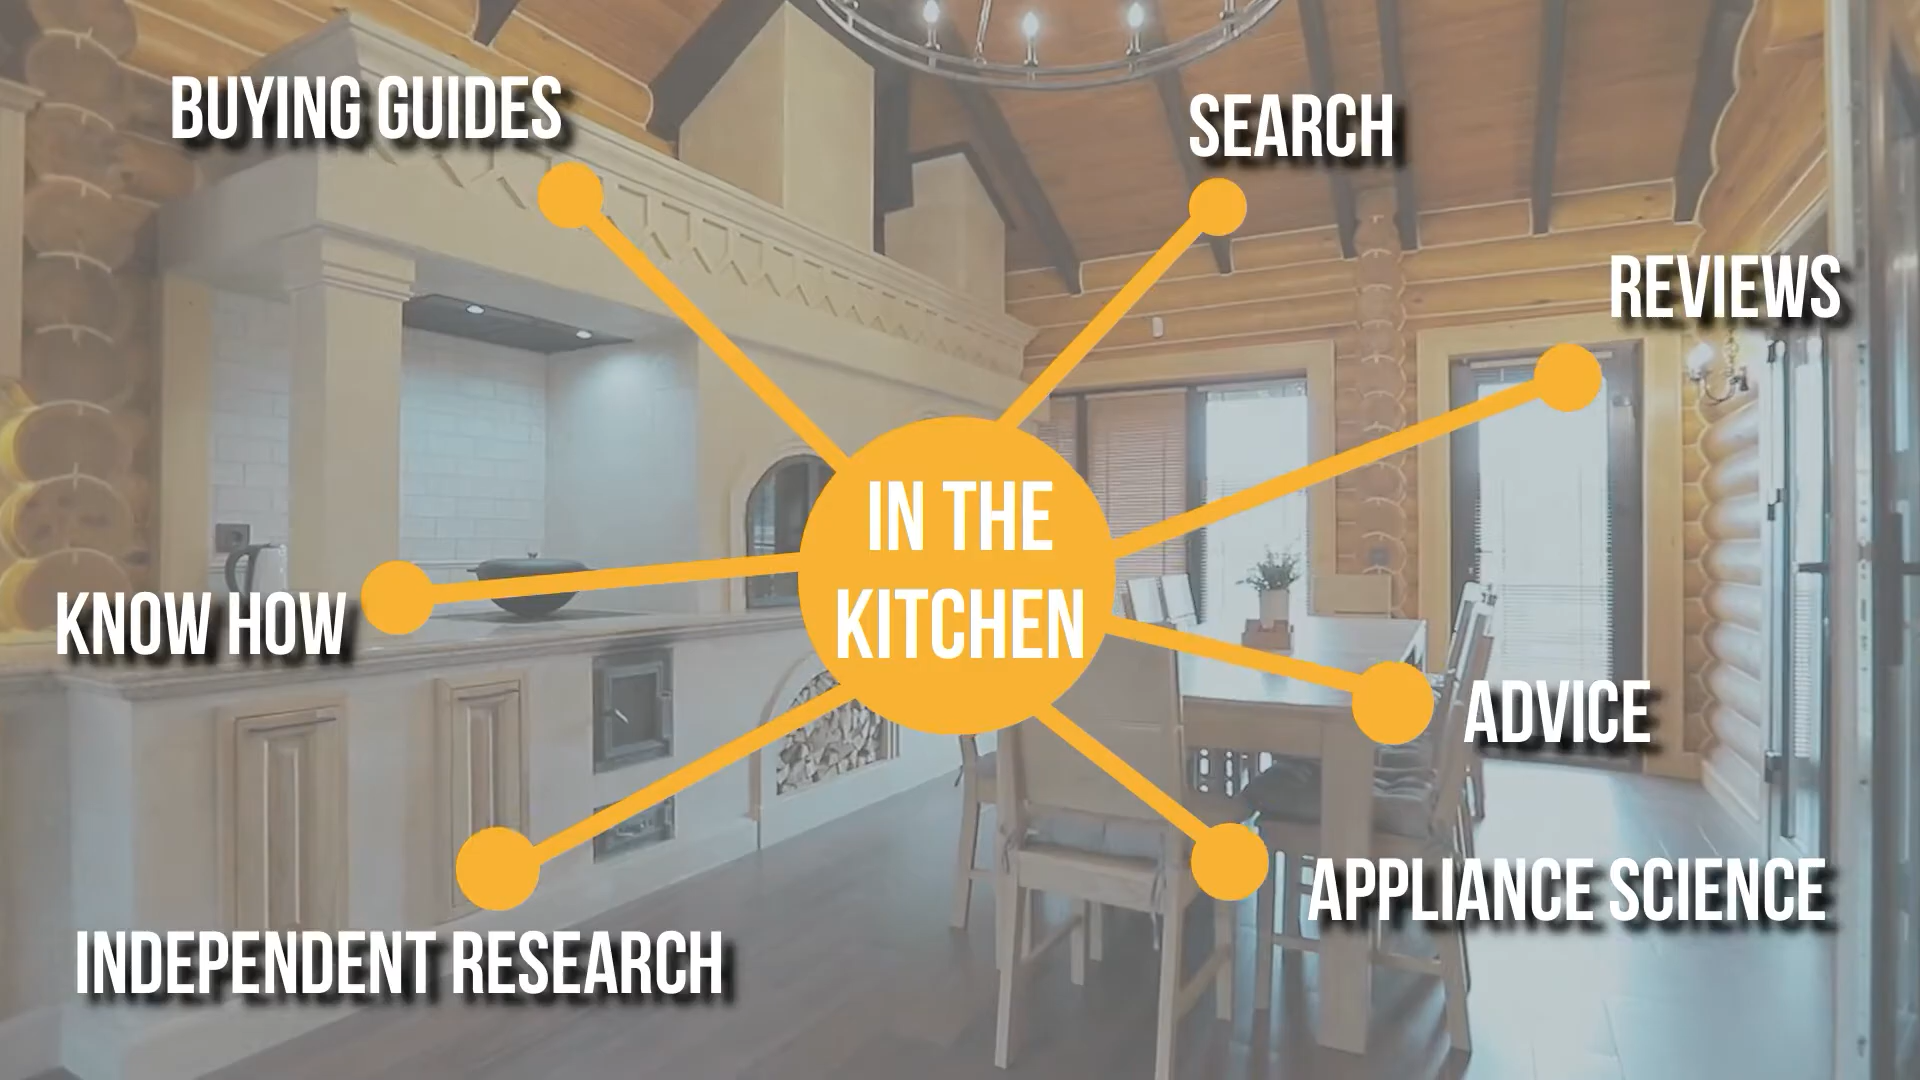 BUYING GUIDES
SEARCH
REVIEWS
IN THE
KITCHEN
KNOW HOW
ADVICE
APPLIANCE SCIENCE
INDEPENDENT RESEARCH